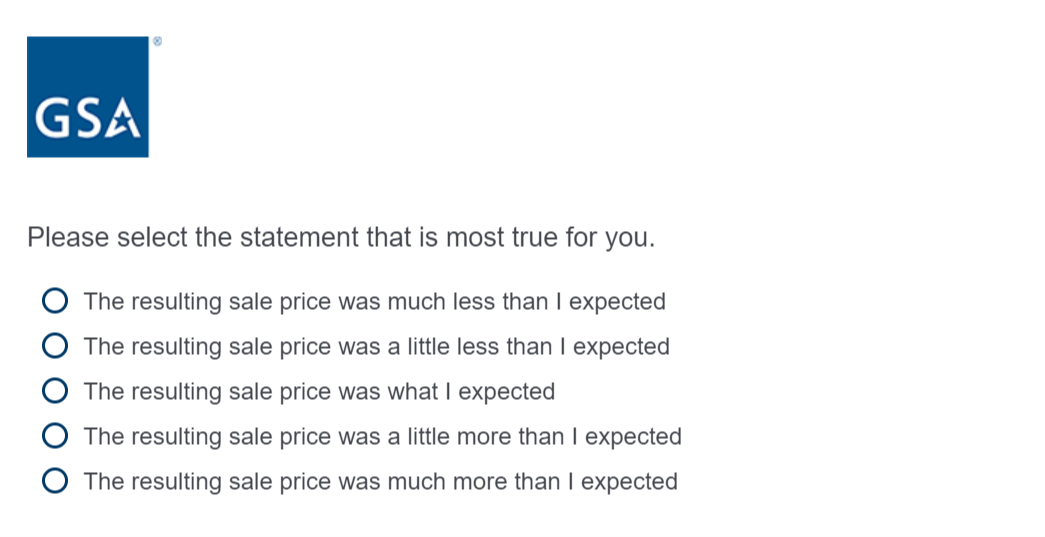 ®
GSA
Please select the statement that is most true for you.
The resulting sale price was much less than I expected
The resulting sale price was a little less than I expected
The resulting sale price was what I expected
The resulting sale price was a little more than I expected
The resulting sale price was much more than I expected